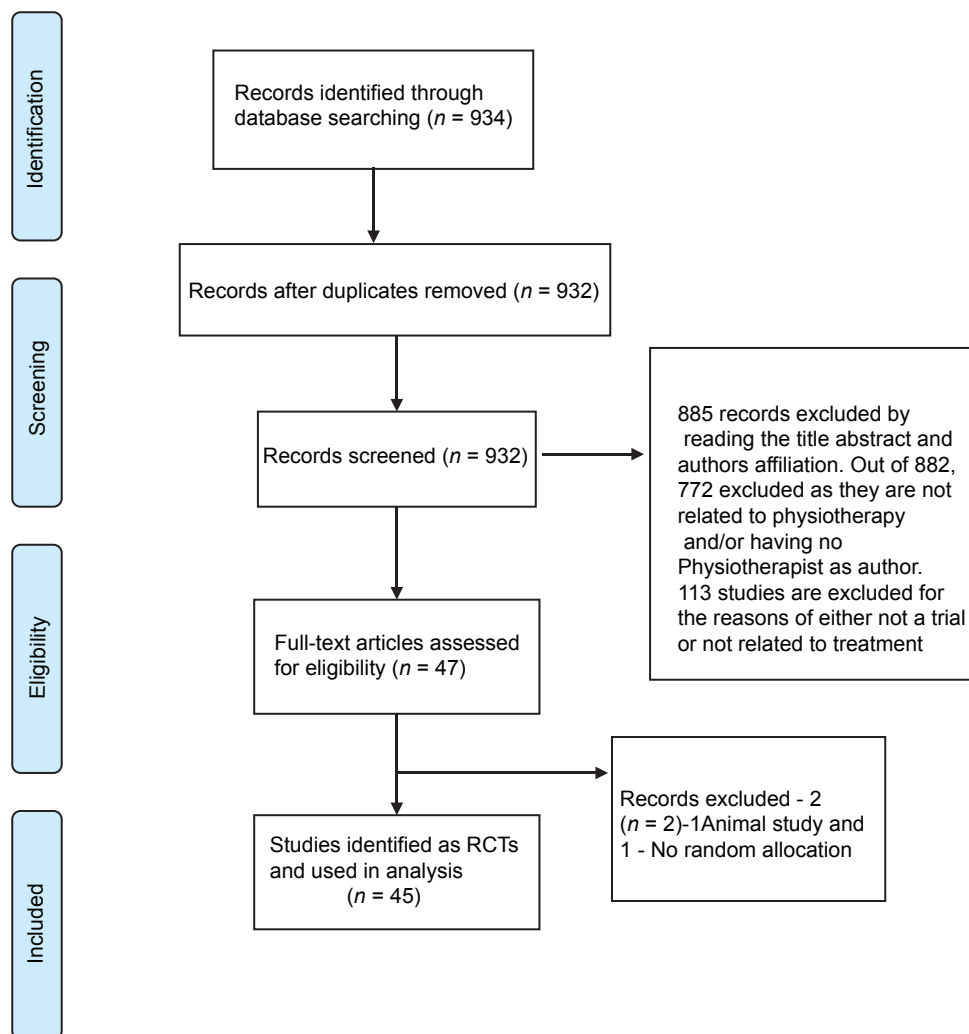 Identification
Records identified through
database searching (n = 934)
Records after duplicates removed (n = 932)
Screening
Records screened (n = 932)
885 records excluded by
reading the title abstract and
authors affiliation. Out of 882,
772 excluded as they are not
related to physiotherapy
and/or having no
Physiotherapist as author.
113 studies are excluded for
the reasons of either not a trial
or not related to treatment
Eligibility
Full-text articles assessed
for eligibility (n = 47)
Records excluded - 2
(n = 2)-1Animal study and
1 - No random allocation
Included
Studies identified as RCTs
and used in analysis
(n = 45)